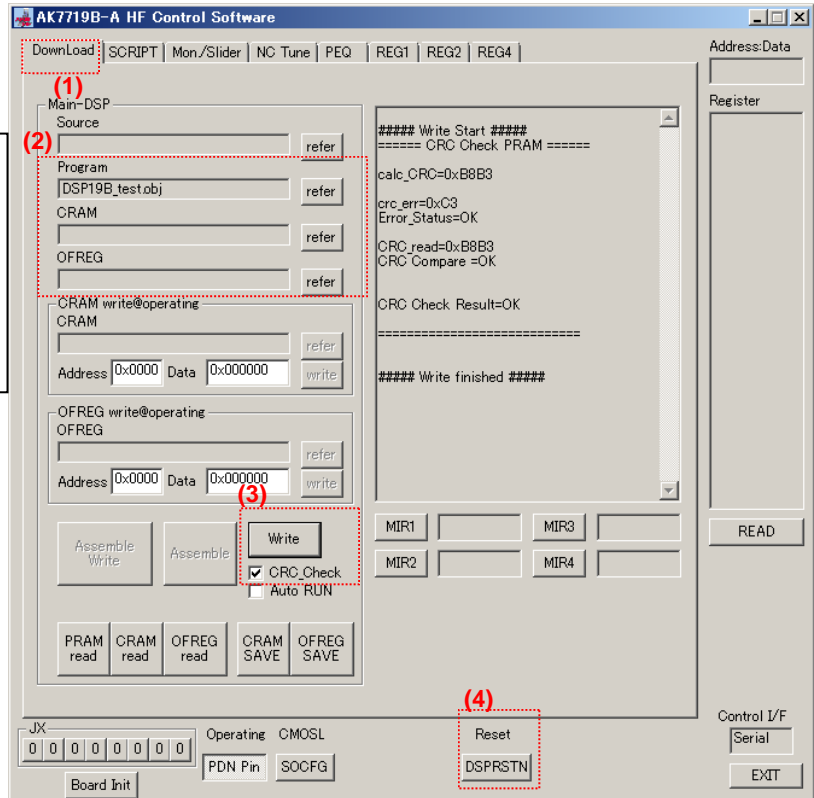 AK7719B-A HF Control Software
DownLoad SCRIPT Mon./Slider NC Tune PEQ REG1 REG2 REG4
Address:Data
(1)
Main-DSP
Register
(2)
Source
refer
Program
DSP19B_test.obj refer
CRAM
refer
OFREG
refer
CRAM write@operating
CRAM
refer
Address 0x0000 Data 0x000000 write
OFREG write@operating
OFREG
refer
Address 0x0000 Data 0x000000 write
(3)
Assemble
Write
Assemble
Write
CRC_Check
Auto RUN
PRAM
read
CRAM
read
OFREG
read
CRAM
SAVE
OFREG
SAVE
##### Write Start #####
====== CRC Check PRAM ======
calc_CRC=0xB8B3
crc_err=0xC3
Error_Status=OK
CRC_read=0xB8B3
CRC Compare =OK
CRC Check Result=OK
============================
##### Write finished #####
MIR1 MIR3
MIR2 MIR4
READ
(4)
JX
0 0 0 0 0 0 0 0
Board Init
Operating
PDN Pin
CMOSL
SOCFG
Reset
DSPRSTN
Control I/F
Serial
EXIT